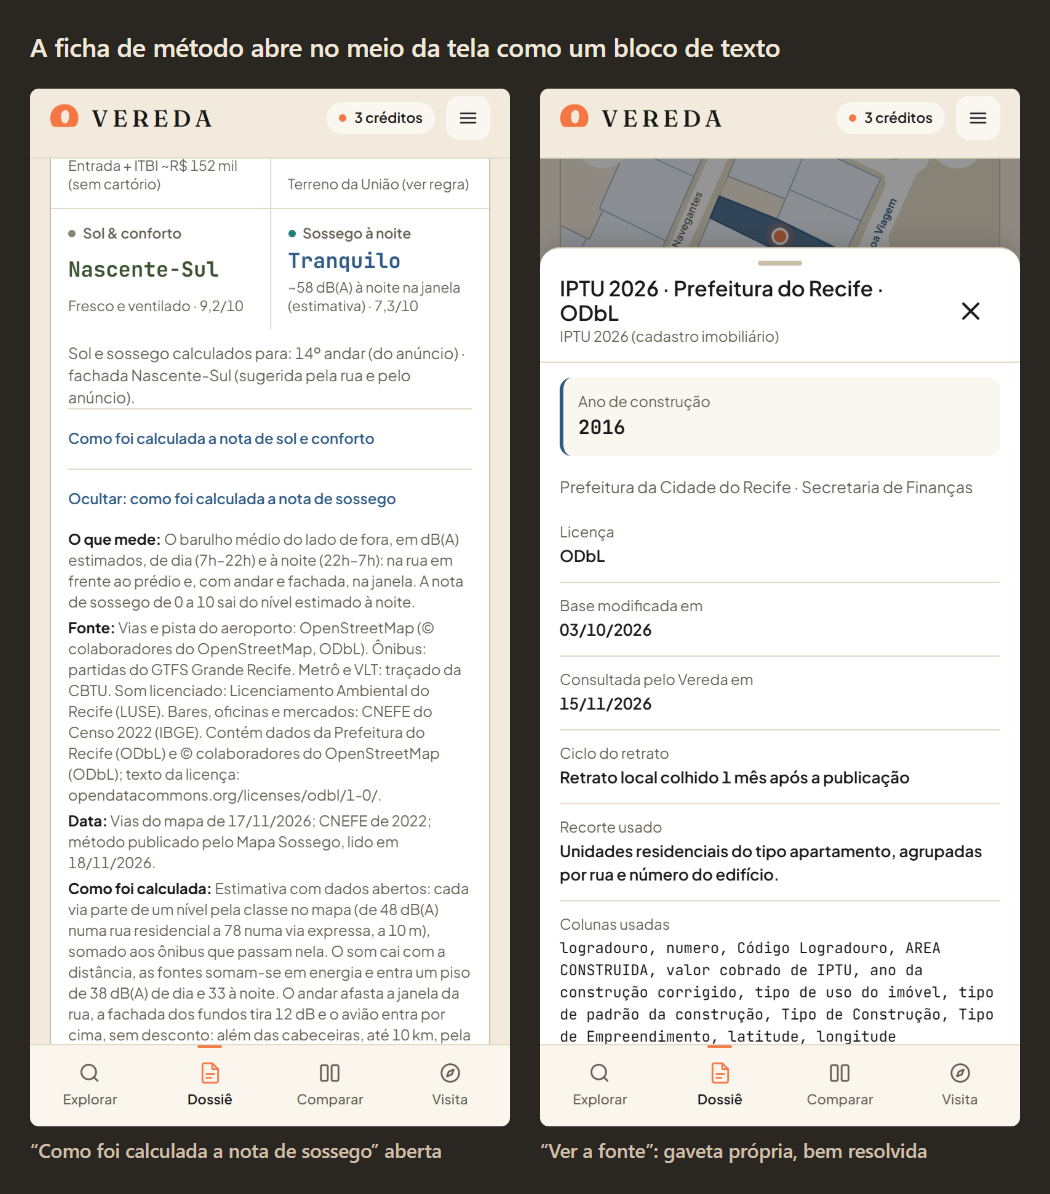 A ficha de método abre no meio da tela como um bloco de texto
VEREDA
3 créditos
Entrada + ITBI ~R$ 152 mil
(sem cartório)
Terreno da União (ver regra)
Sol & conforto
Nascente-Sul
Fresco e ventilado · 9,2/10
Sossego à noite
Tranquilo
~58 dB(A) à noite na janela
(estimativa) · 7,3/10
Sol e sossego calculados para: 14º andar (do anúncio) ·
fachada Nascente-Sul (sugerida pela rua e pelo
anúncio).
Como foi calculada a nota de sol e conforto
Ocultar: como foi calculada a nota de sossego
O que mede: O barulho médio do lado de fora, em dB(A)
estimados, de dia (7h–22h) e à noite (22h–7h): na rua em
frente ao prédio e, com andar e fachada, na janela. A nota
de sossego de 0 a 10 sai do nível estimado à noite.
Fonte: Vias e pista do aeroporto: OpenStreetMap (©
colaboradores do OpenStreetMap, ODbL). Ônibus:
partidas do GTFS Grande Recife. Metrô e VLT: traçado da
CBTU. Som licenciado: Licenciamento Ambiental do
Recife (LUSE). Bares, oficinas e mercados: CNEFE do
Censo 2022 (IBGE). Contém dados da Prefeitura do
Recife (ODbL) e © colaboradores do OpenStreetMap
(ODbL); texto da licença:
opendatacommons.org/licenses/odbl/1-0/.
Data: Vias do mapa de 17/11/2026; CNEFE de 2022;
método publicado pelo Mapa Sossego, lido em
18/11/2026.
Como foi calculada: Estimativa com dados abertos: cada
via parte de um nível pela classe no mapa (de 48 dB(A)
numa rua residencial a 78 numa via expressa, a 10 m),
somado aos ônibus que passam nela. O som cai com a
distância, as fontes somam-se em energia e entra um piso
de 38 dB(A) de dia e 33 à noite. O andar afasta a janela da
rua, a fachada dos fundos tira 12 dB e o avião entra por
cima, sem desconto: além das cabeceiras, até 10 km, pela
Explorar
Dossiê
Comparar
Visita
“Como foi calculada a nota de sossego” aberta
VEREDA
3 créditos
Navegantes
oa Viagem
IPTU 2026 · Prefeitura do Recife ·
ODbL
IPTU 2026 (cadastro imobiliário)
Ano de construção
2016
Prefeitura da Cidade do Recife · Secretaria de Finanças
Licença
ODbL
Base modificada em
03/10/2026
Consultada pelo Vereda em
15/11/2026
Ciclo do retrato
Retrato local colhido 1 mês após a publicação
Recorte usado
Unidades residenciais do tipo apartamento, agrupadas
por rua e número do edifício.
Colunas usadas
logradouro, numero, Código Logradouro, AREA
CONSTRUIDA, valor cobrado de IPTU, ano da
construção corrigido, tipo de uso do imóvel, tipo
de padrão da construção, Tipo de Construção, Tipo
de Empreendimento, latitude, longitude
Explorar
Dossiê
Comparar
Visita
“Ver a fonte”: gaveta própria, bem resolvida